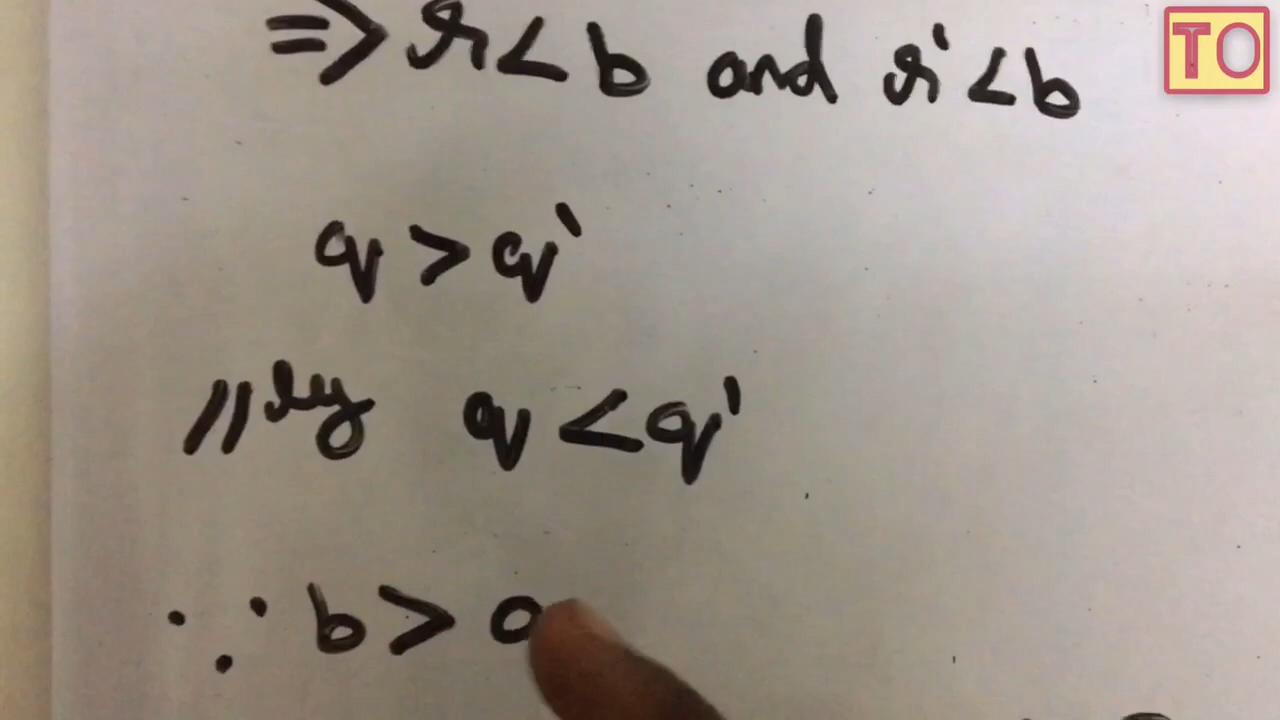 ⇒ r < b and r' < b TO
q > q'
//ly q < q'
∵ b > 0